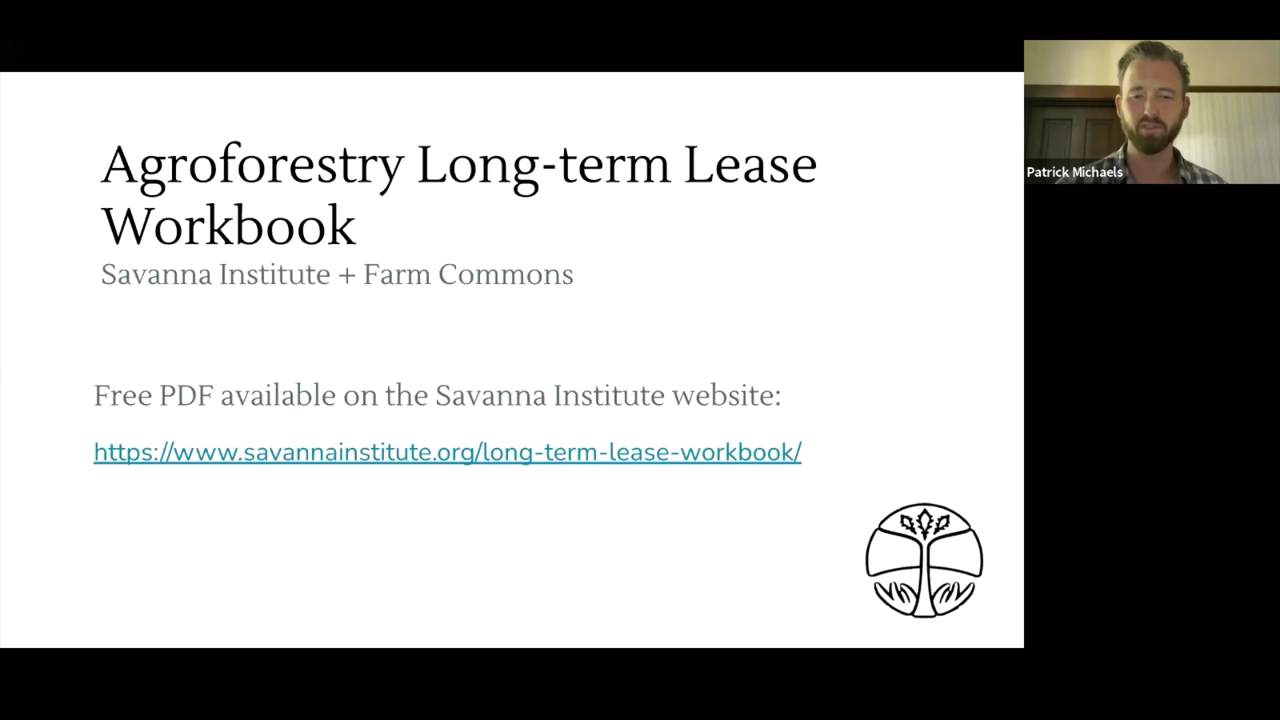 Agroforestry Long-term Lease
Workbook
Savanna Institute + Farm Commons
Free PDF available on the Savanna Institute website:
https://www.savannainstitute.org/long-term-lease-workbook/
Patrick Michaels